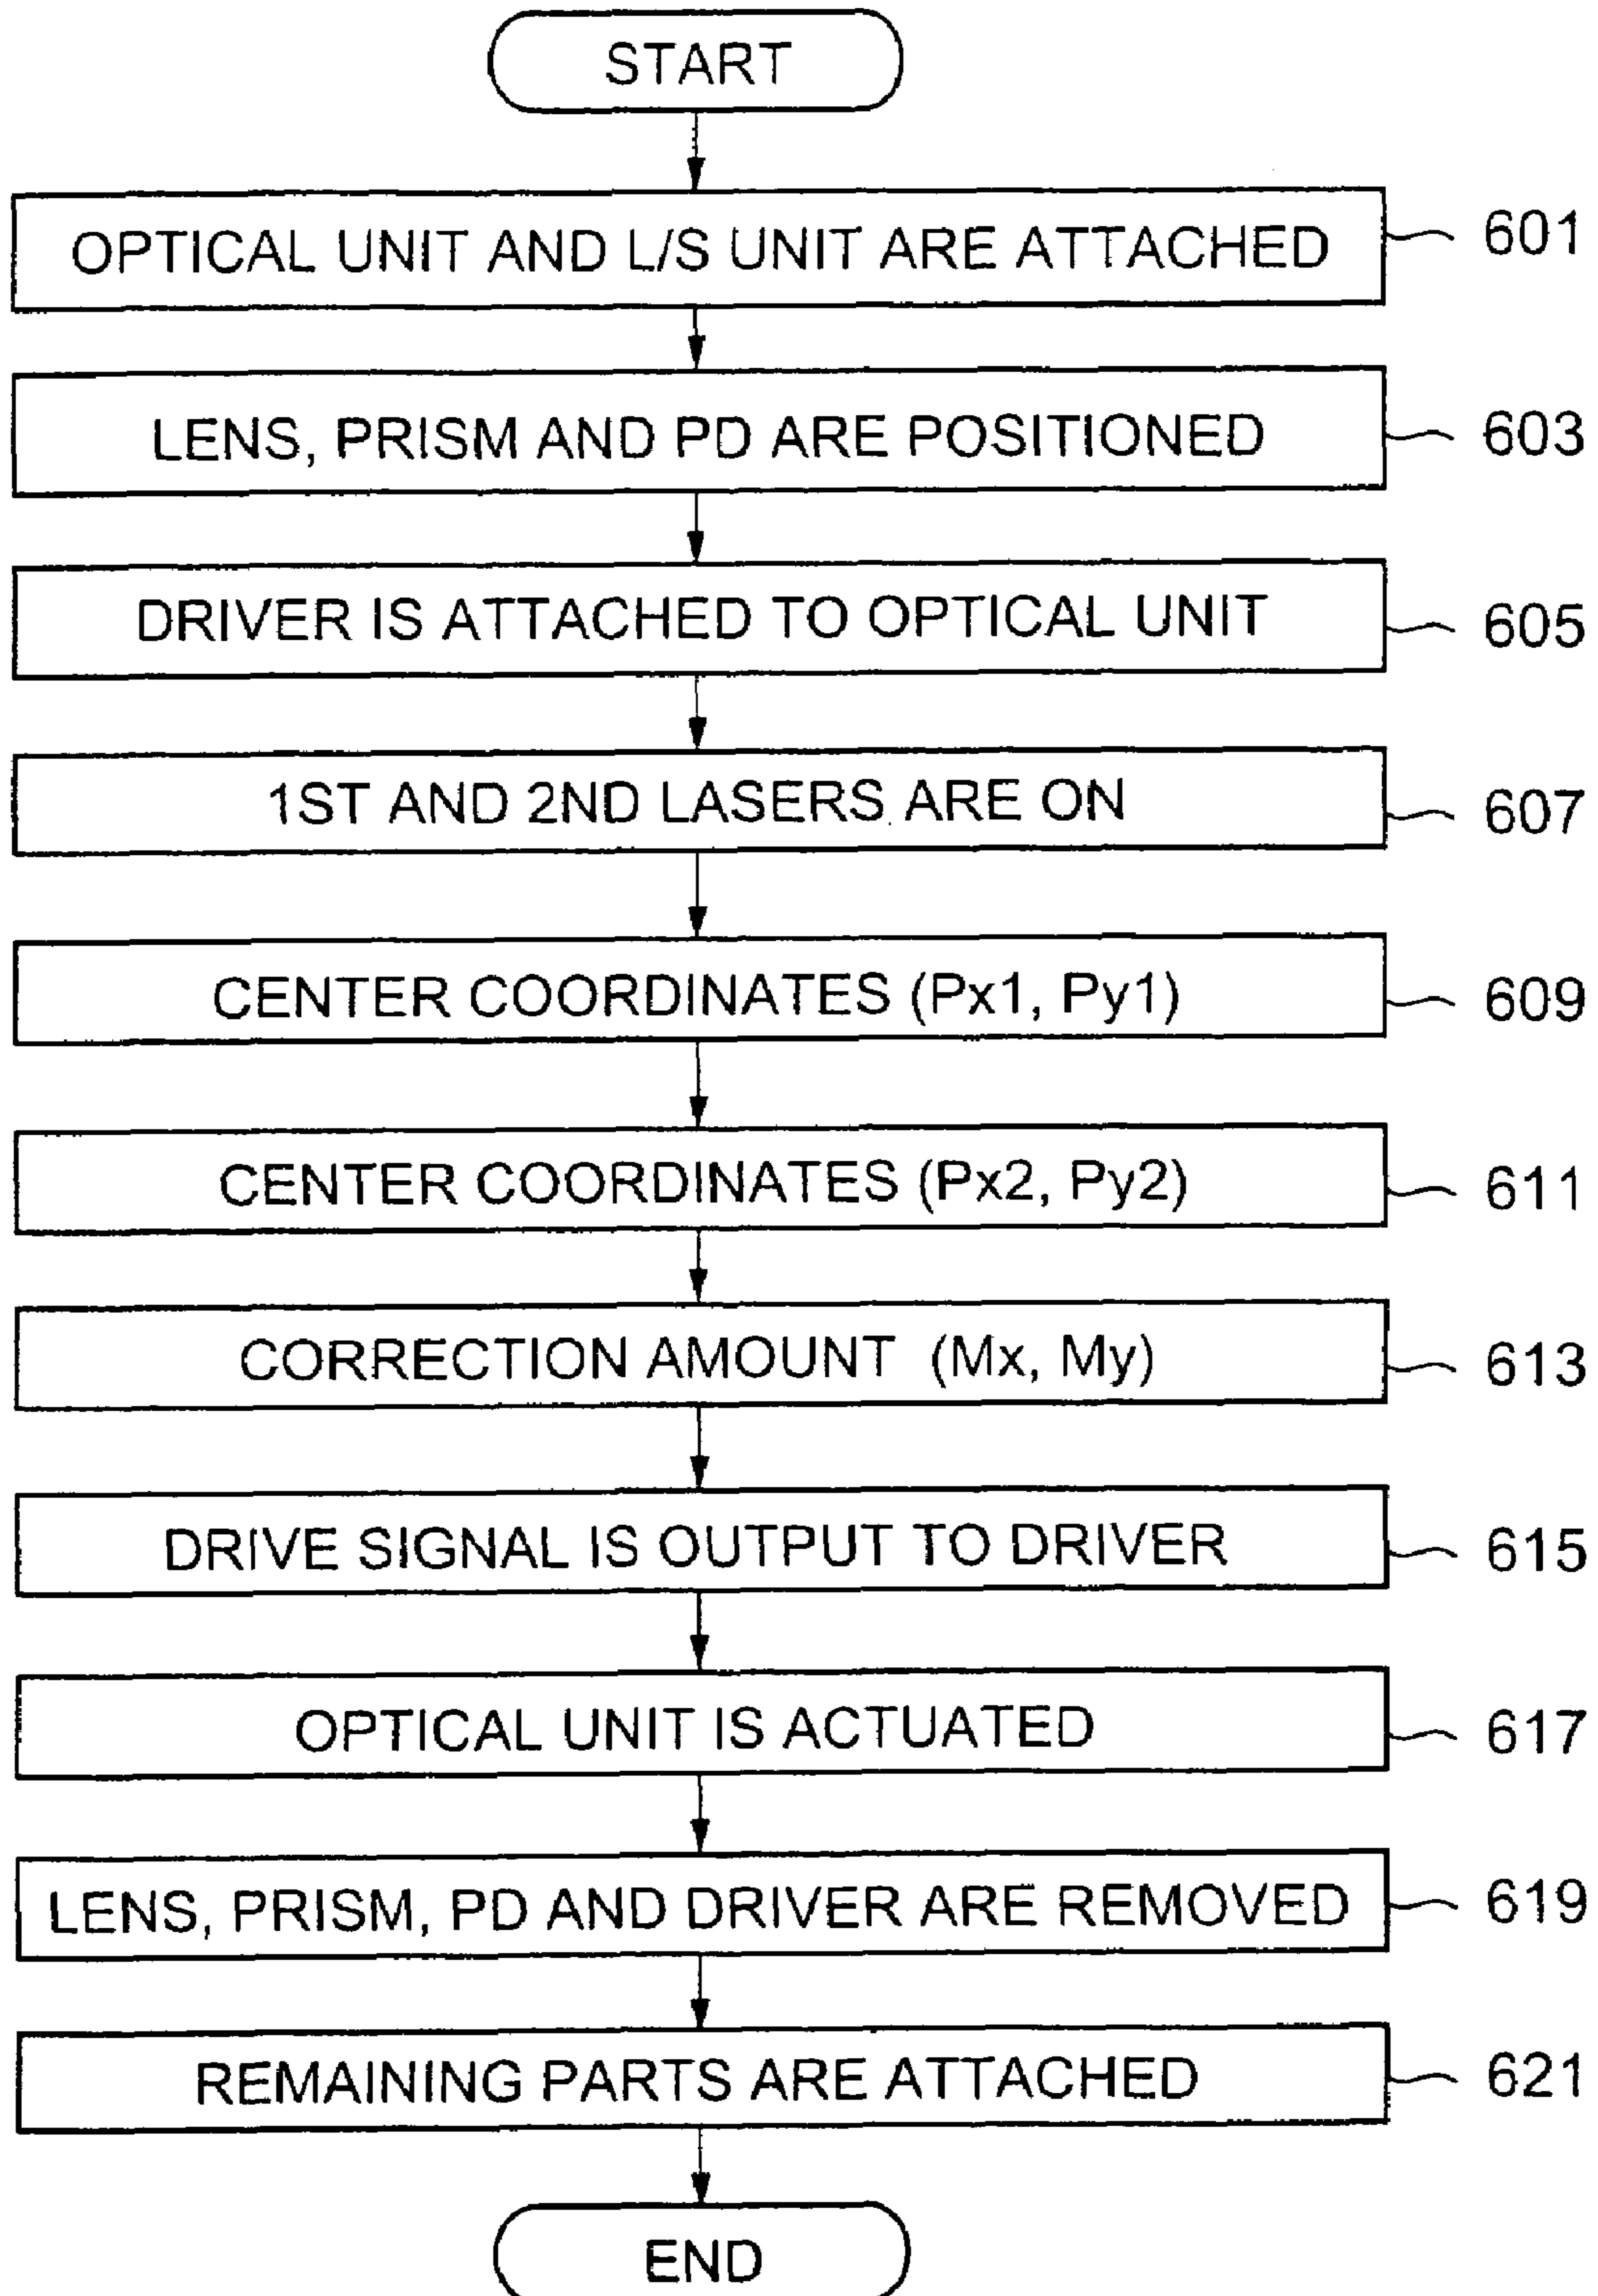 START
OPTICAL UNIT AND L/S UNIT ARE ATTACHED 601
LENS, PRISM AND PD ARE POSITIONED 603
DRIVER IS ATTACHED TO OPTICAL UNIT 605
1ST AND 2ND LASERS ARE ON 607
CENTER COORDINATES (Px1, Py1) 609
CENTER COORDINATES (Px2, Py2) 611
CORRECTION AMOUNT (Mx, My) 613
DRIVE SIGNAL IS OUTPUT TO DRIVER 615
OPTICAL UNIT IS ACTUATED 617
LENS, PRISM, PD AND DRIVER ARE REMOVED 619
REMAINING PARTS ARE ATTACHED 621
END